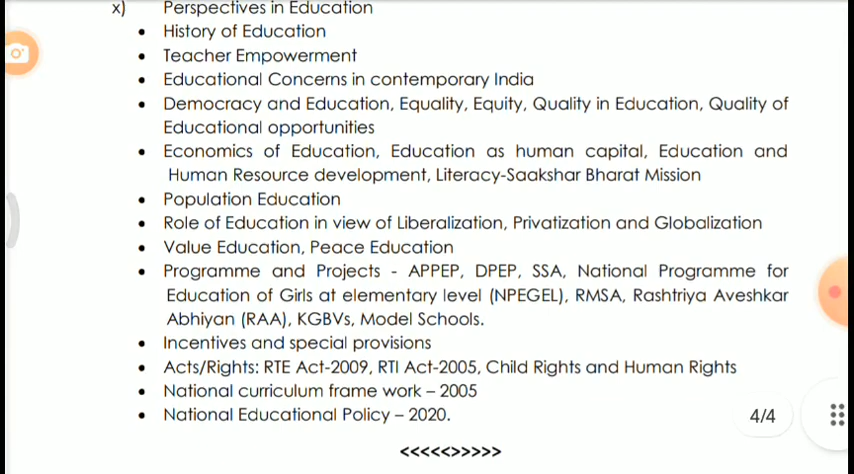 x) Perspectives in Education
• History of Education
• Teacher Empowerment
• Educational Concerns in contemporary India
• Democracy and Education, Equality, Equity, Quality in Education, Quality of
Educational opportunities
• Economics of Education, Education as human capital, Education and
Human Resource development, Literacy-Saakshar Bharat Mission
• Population Education
• Role of Education in view of Liberalization, Privatization and Globalization
• Value Education, Peace Education
• Programme and Projects - APPEP, DPEP, SSA, National Programme for
Education of Girls at elementary level (NPEGEL), RMSA, Rashtriya Aveshkar
Abhiyan (RAA), KGBVs, Model Schools.
• Incentives and special provisions
• Acts/Rights: RTE Act-2009, RTI Act-2005, Child Rights and Human Rights
• National curriculum frame work – 2005
• National Educational Policy – 2020.
4/4
<<<<<>>>>>